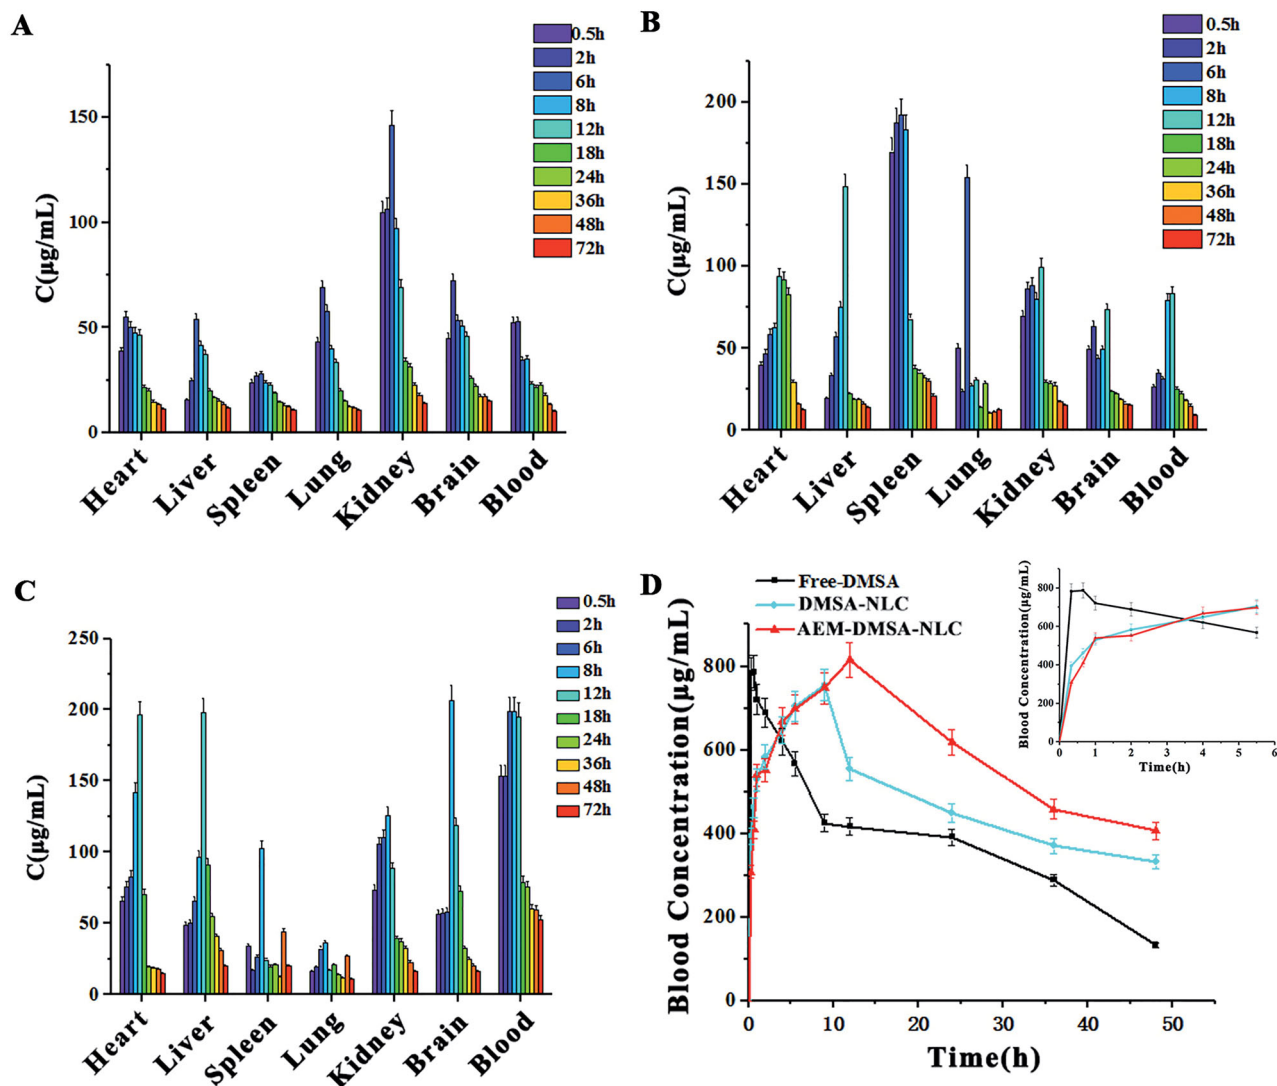 A
0.5h
2h
6h
8h
12h
18h
24h
36h
48h
72h
C(μg/mL)
150
100
50
0
Heart
Liver
Spleen
Lung
Kidney
Brain
Blood
B
0.5h
2h
6h
8h
12h
18h
24h
36h
48h
72h
C(μg/mL)
200
150
100
50
0
Heart
Liver
Spleen
Lung
Kidney
Brain
Blood
C
0.5h
2h
6h
8h
12h
18h
24h
36h
48h
72h
C(μg/mL)
250
200
150
100
50
0
Heart
Liver
Spleen
Lung
Kidney
Brain
Blood
D
Free-DMSA
DMSA-NLC
AEM-DMSA-NLC
Blood Concentration(μg/mL)
800
600
400
200
0
0 10 20 30 40 50
Time(h)
Blood Concentration(μg/mL)
800
600
400
200
0
0 1 2 3 4 5 6
Time(h)